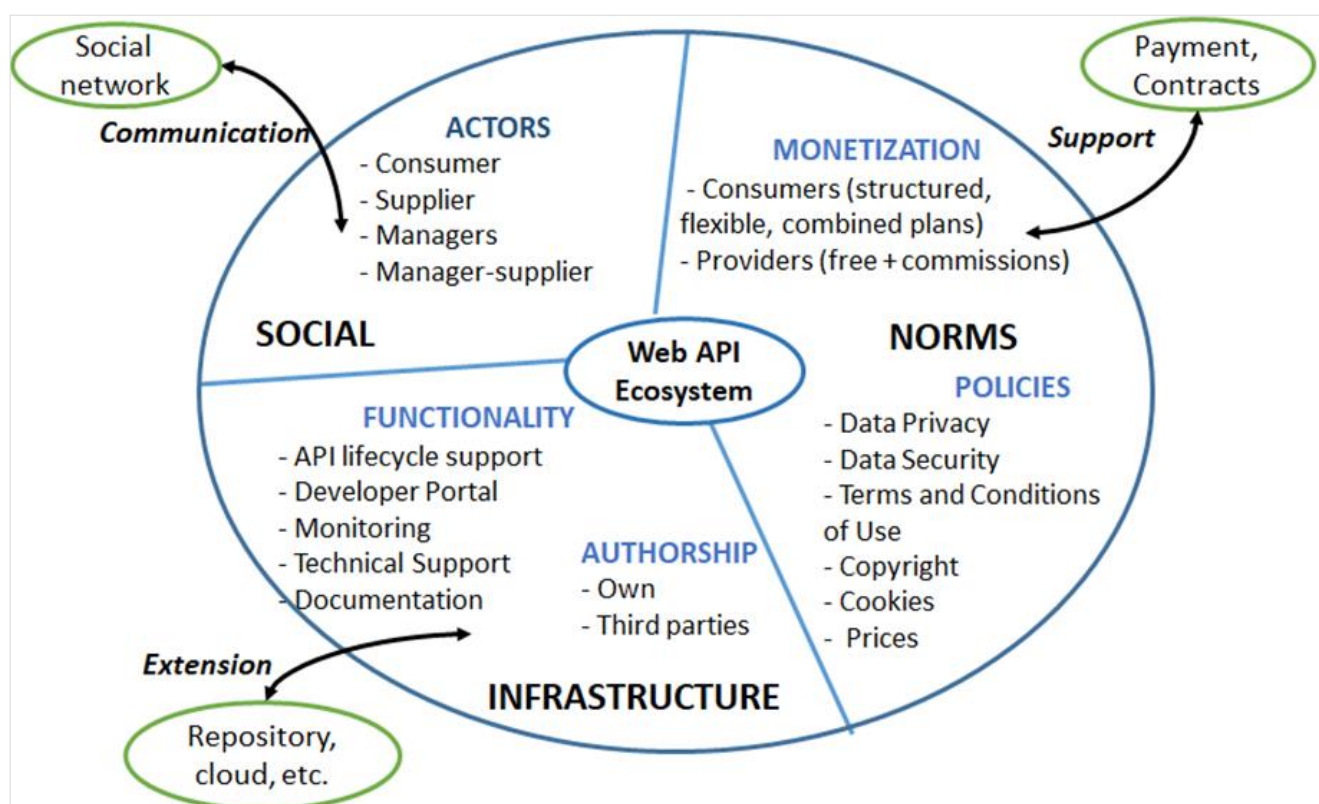 Social
network
Communication
ACTORS
- Consumer
- Supplier
- Managers
- Manager-supplier
SOCIAL
Payment,
Contracts
Support
MONETIZATION
- Consumers (structured,
flexible, combined plans)
- Providers (free + commissions)
NORMS
POLICIES
- Data Privacy
- Data Security
- Terms and Conditions
of Use
- Copyright
- Cookies
- Prices
Web API
Ecosystem
FUNCTIONALITY
- API lifecycle support
- Developer Portal
- Monitoring
- Technical Support
- Documentation
AUTHORSHIP
- Own
- Third parties
INFRASTRUCTURE
Extension
Repository,
cloud, etc.